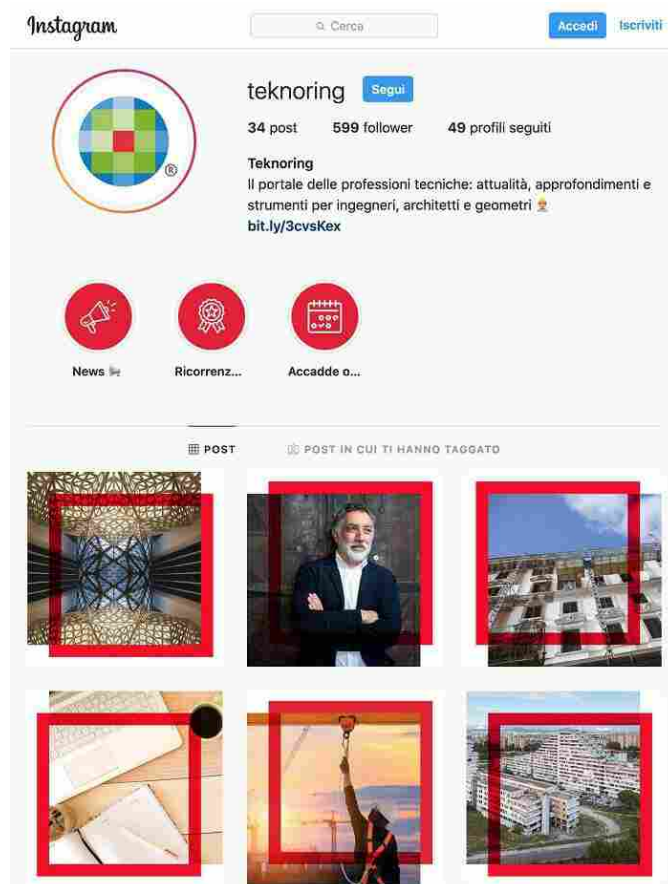 Instagram
Cerca
Accedi Iscriviti
teknoring Segui
34 post 599 follower 49 profili seguiti
Teknoring
Il portale delle professioni tecniche: attualità, approfondimenti e
strumenti per ingegneri, architetti e geometri
bit.ly/3cvsKex
®
News Ricorrenz... Accadde o...
POST POST IN CUI TI HANNO TAGGATO